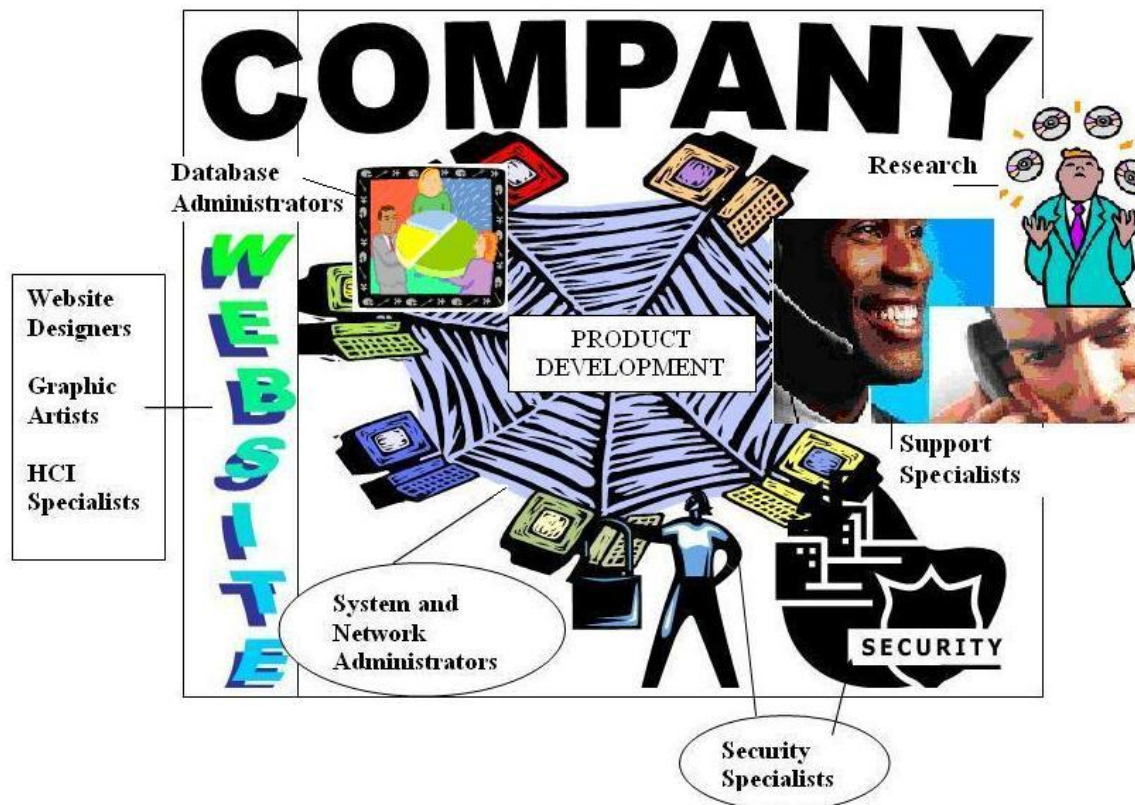 COMPANY
Database
Administrators
Research
WEBSITE
Website
Designers
Graphic
Artists
HCI
Specialists
PRODUCT
DEVELOPMENT
Support
Specialists
System and
Network
Administrators
SECURITY
Security
Specialists